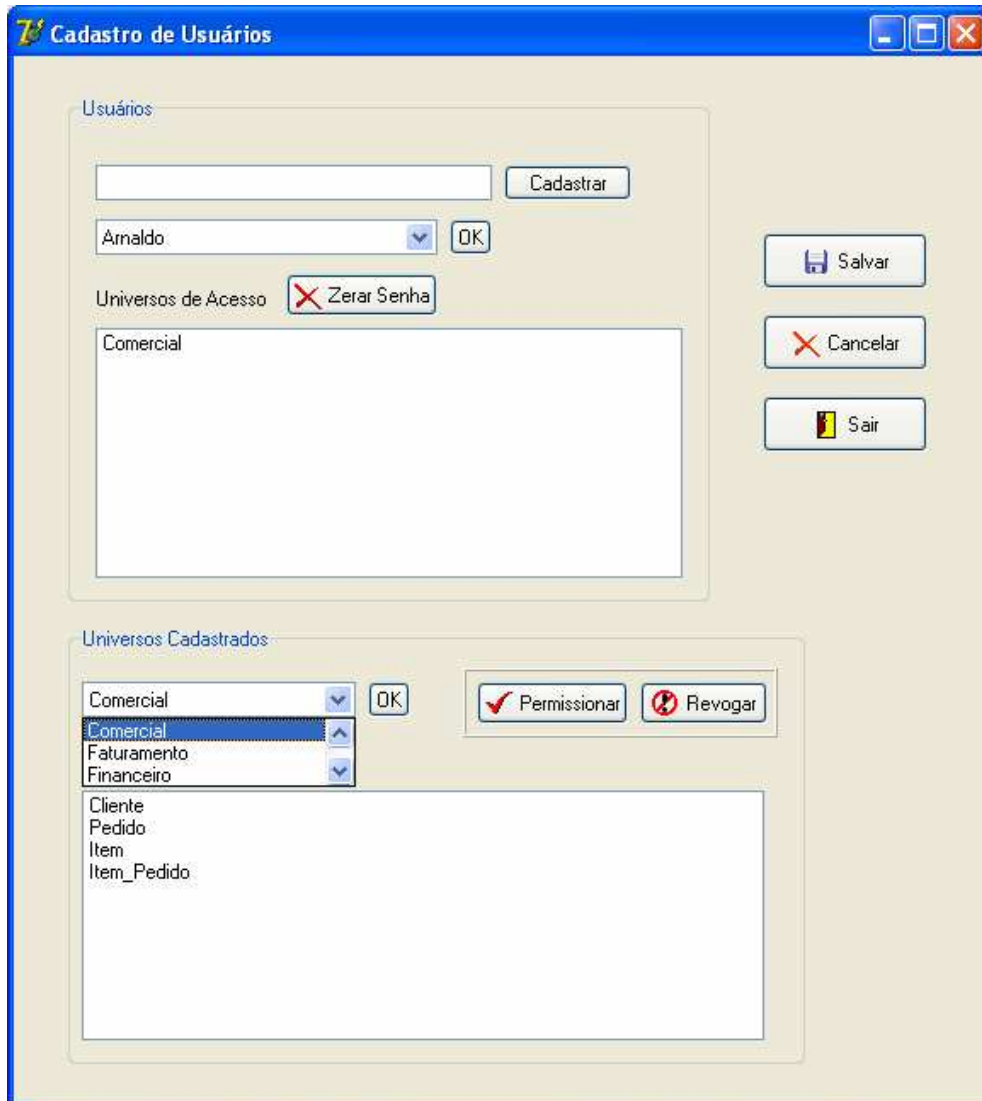 Cadastro de Usuários
Usuários
Cadastrar
Arnaldo
OK
Universos de Acesso
Zerar Senha
Comercial
Salvar
Cancelar
Sair
Universos Cadastrados
Comercial
OK
Permissionar
Revogar
Comercial
Faturamento
Financeiro
Cliente
Pedido
Item
Item_Pedido